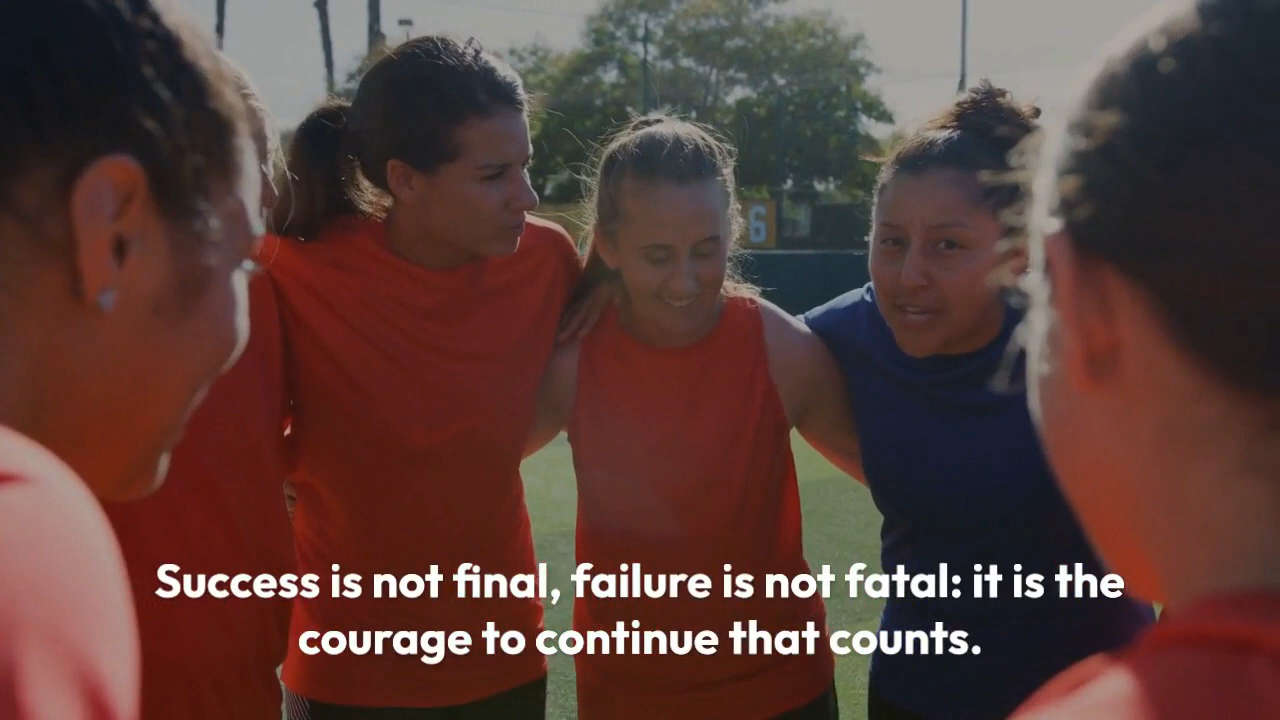 6
Success is not final, failure is not fatal: it is the
courage to continue that counts.